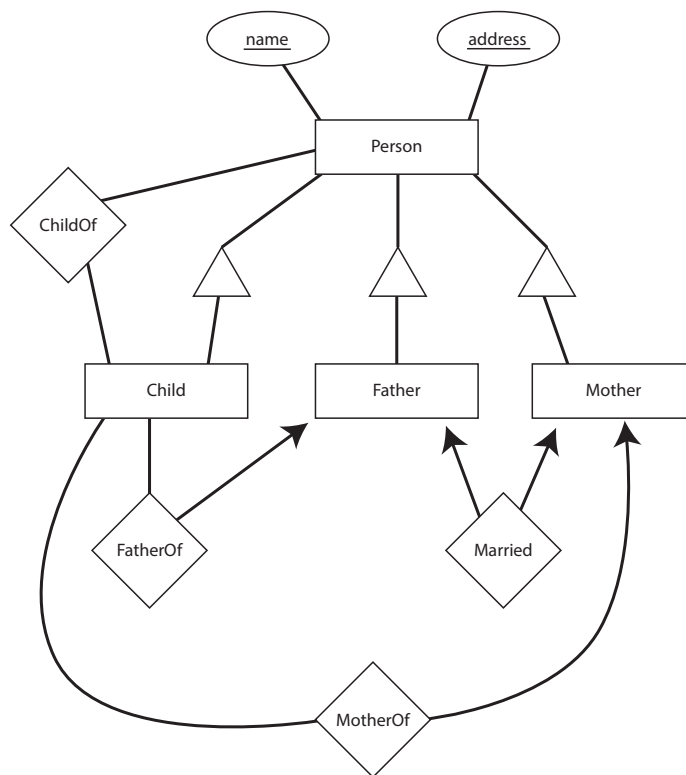 name
address
Person
ChildOf
Child
Father
Mother
FatherOf
Married
MotherOf